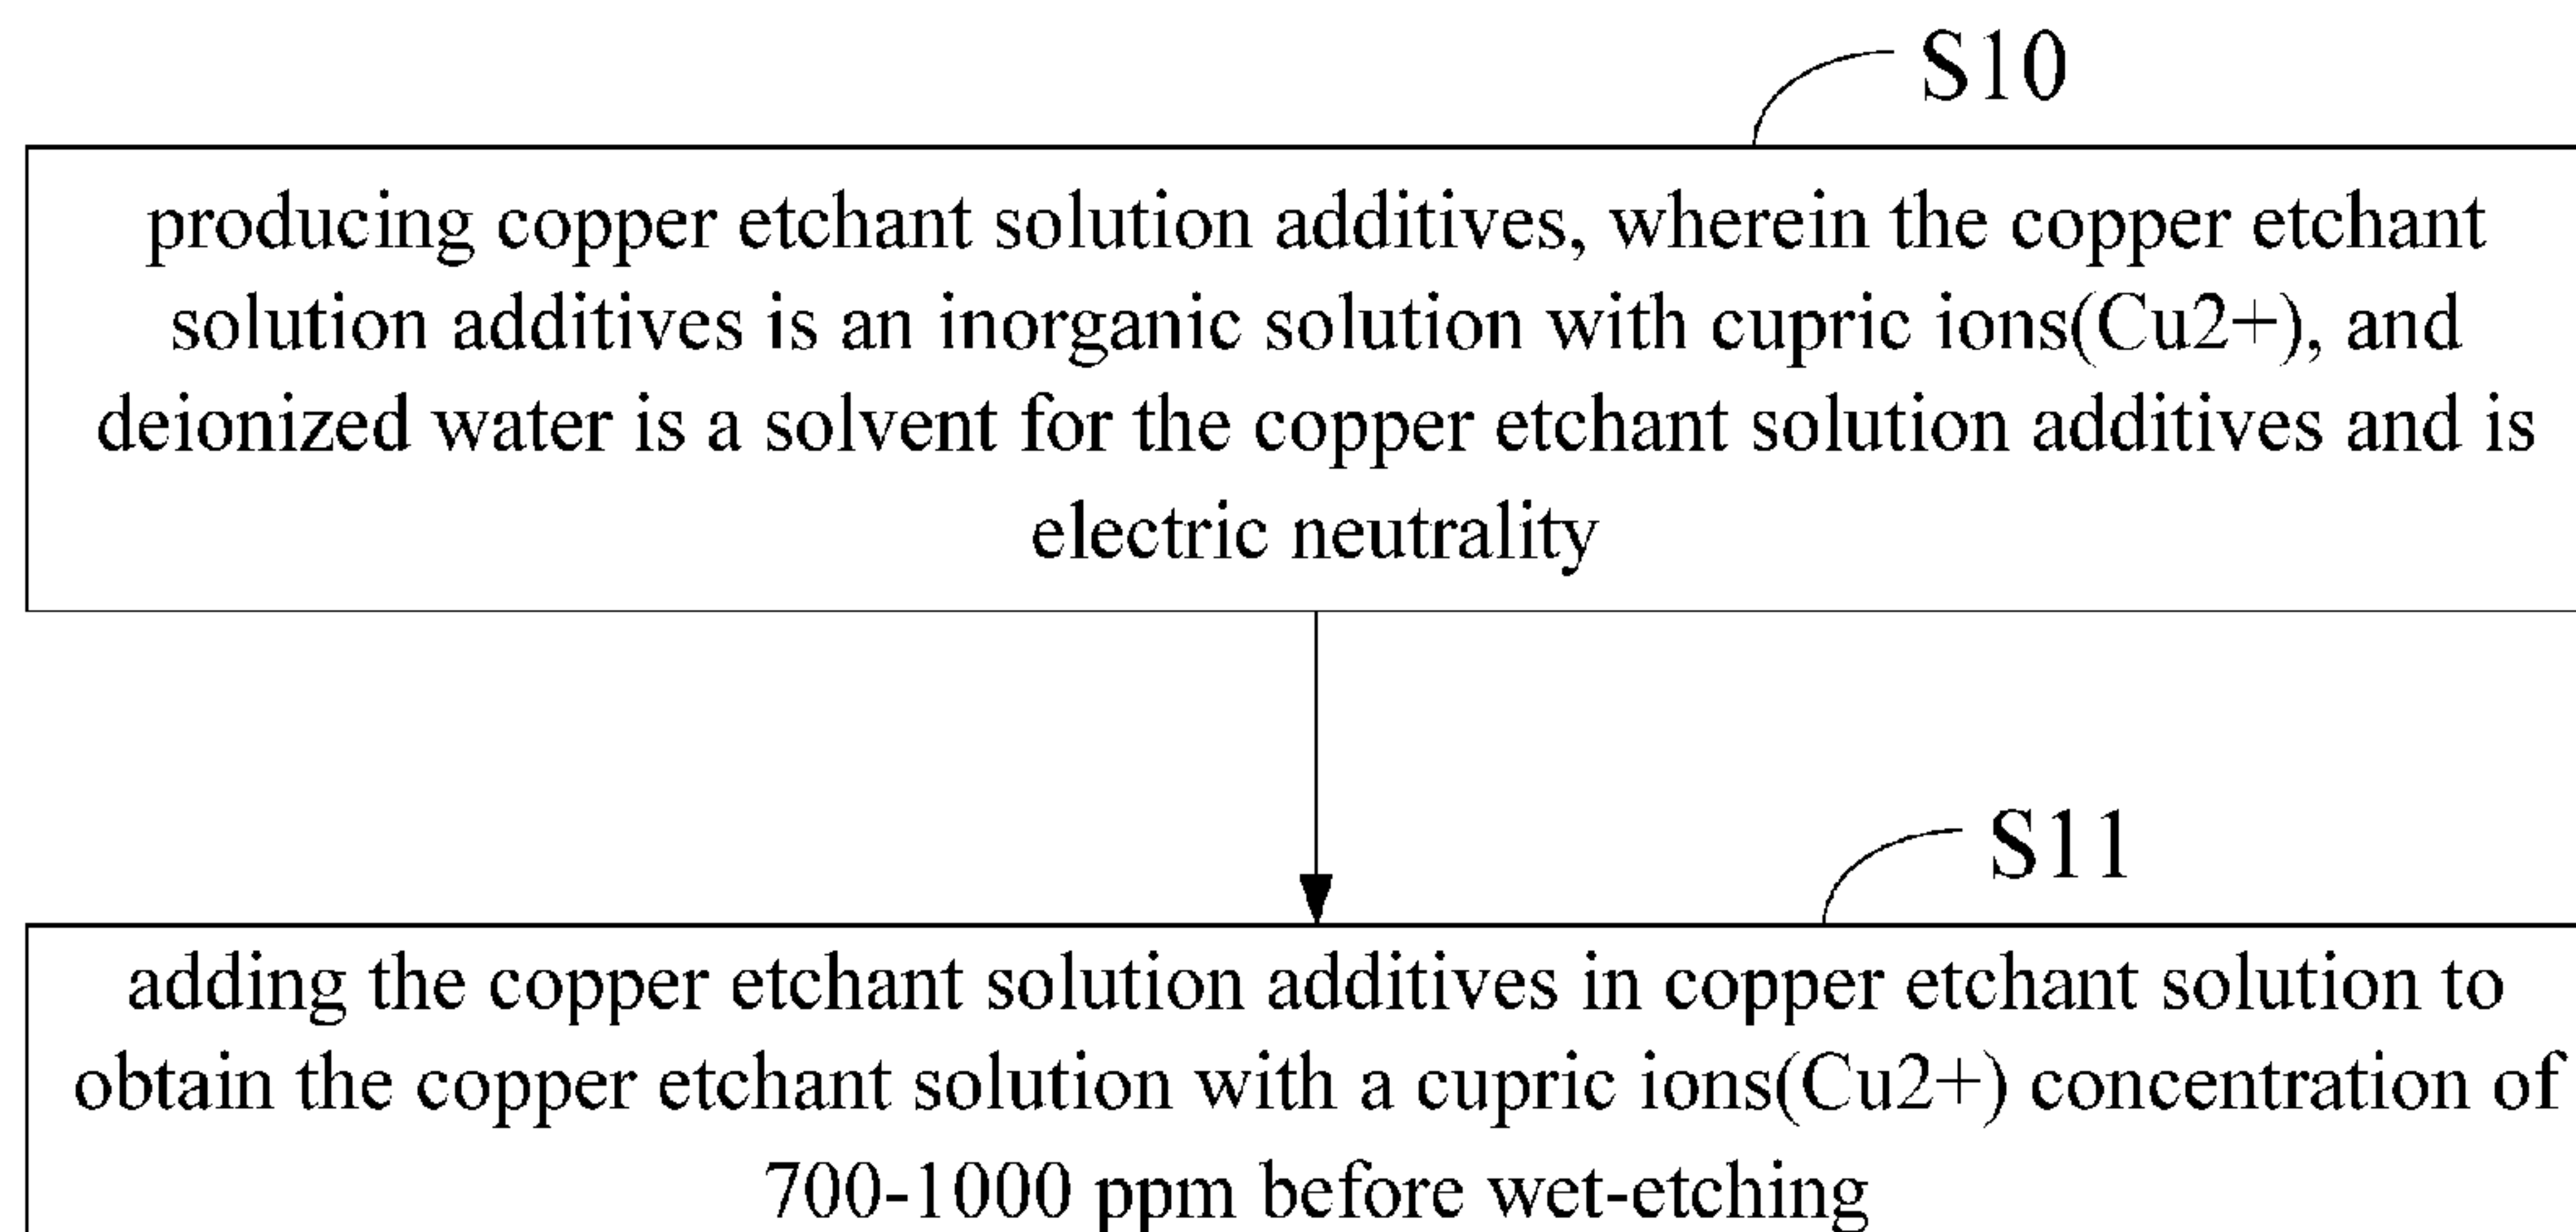 S10
producing copper etchant solution additives, wherein the copper etchant
solution additives is an inorganic solution with cupric ions(Cu2+), and
deionized water is a solvent for the copper etchant solution additives and is
electric neutrality
S11
adding the copper etchant solution additives in copper etchant solution to
obtain the copper etchant solution with a cupric ions(Cu2+) concentration of
700-1000 ppm before wet-etching